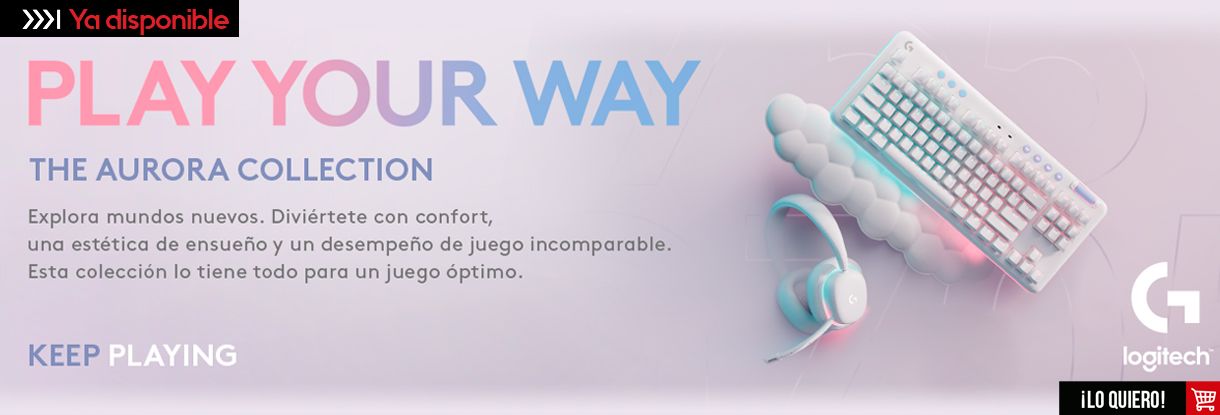 Ya disponible
PLAY YOUR WAY
THE AURORA COLLECTION
Explora mundos nuevos. Diviértete con confort,
una estética de ensueño y un desempeño de juego incomparable.
Esta colección lo tiene todo para un juego óptimo.
KEEP PLAYING
logitech
¡LO QUIERO!